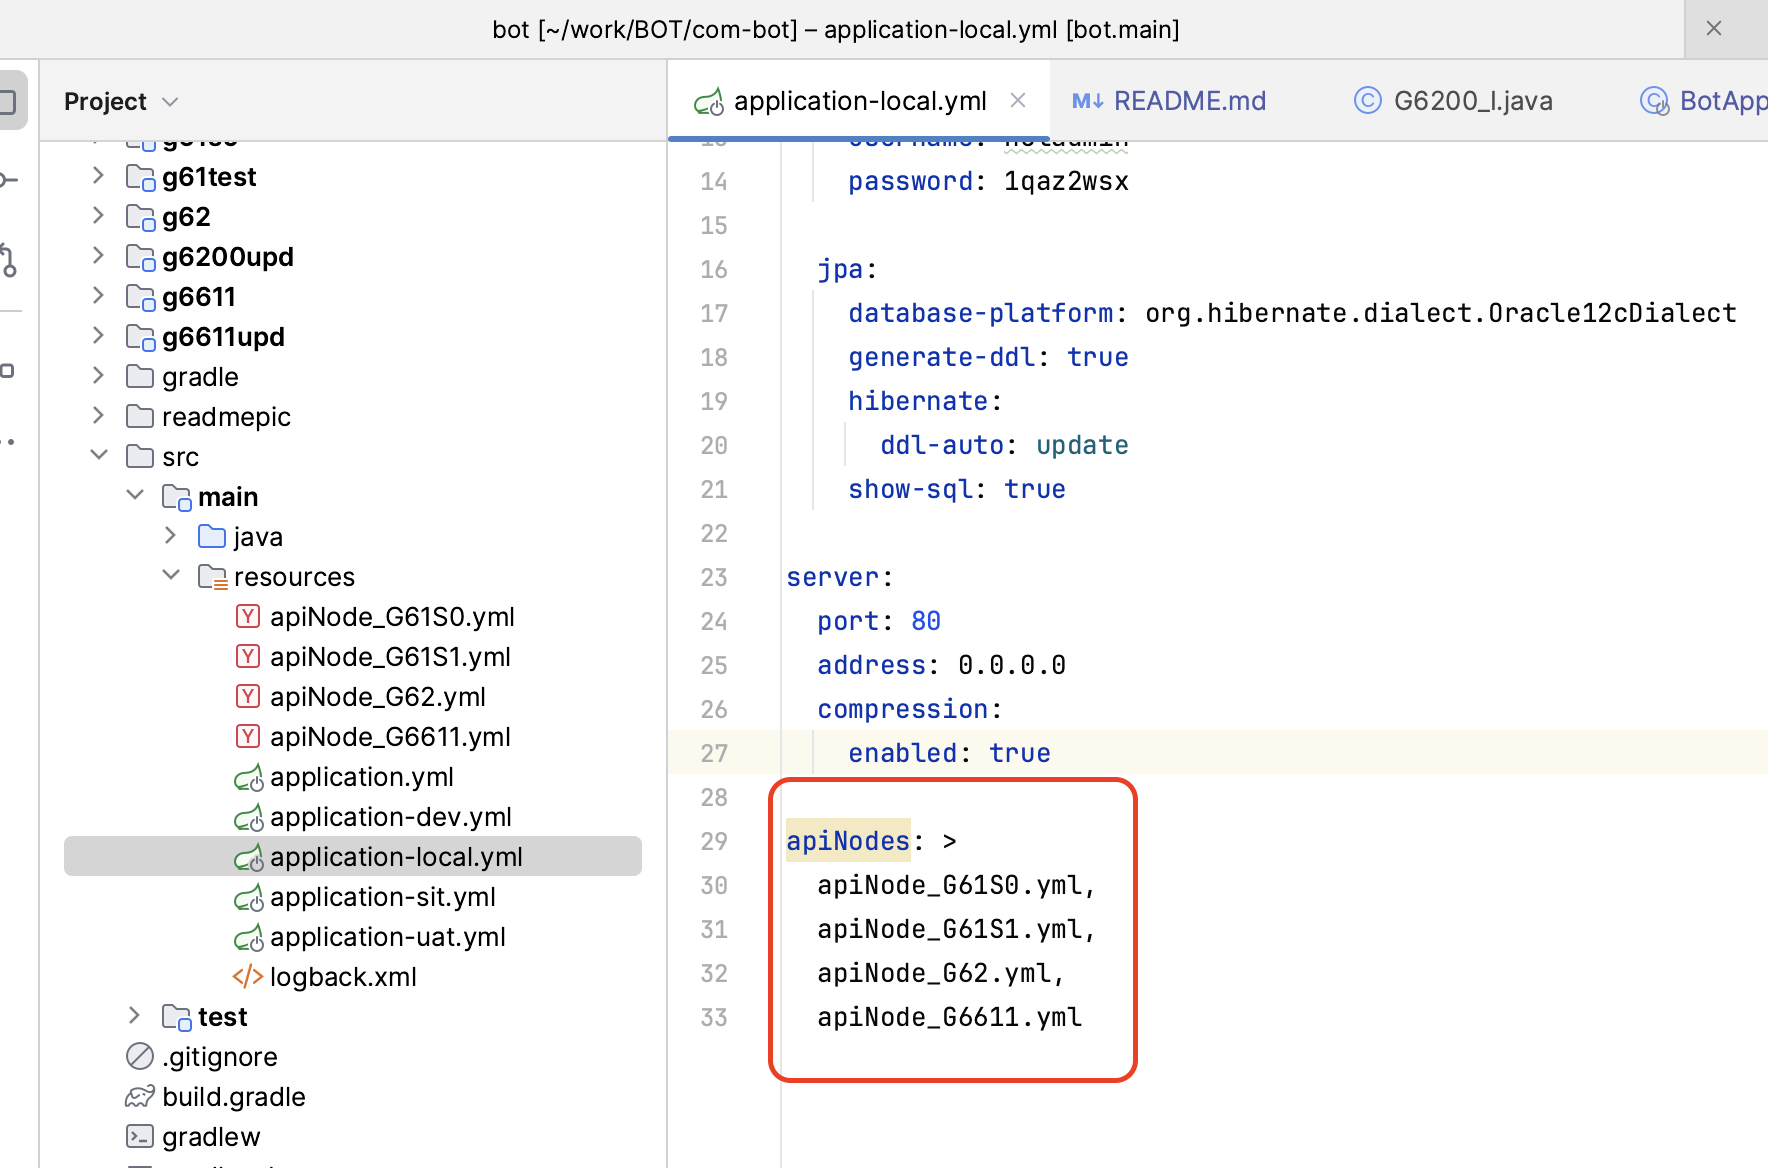 bot [~/work/BOT/com-bot] – application-local.yml [bot.main]
Project
application-local.yml
README.md
G6200_I.java
BotApp
g61test
g62
g6200upd
g6611
g6611upd
gradle
readmepic
src
main
java
resources
apiNode_G61S0.yml
apiNode_G61S1.yml
apiNode_G62.yml
apiNode_G6611.yml
application.yml
application-dev.yml
application-local.yml
application-sit.yml
application-uat.yml
logback.xml
test
.gitignore
build.gradle
gradlew
14 password: 1qaz2wsx
15
16 jpa:
17 database-platform: org.hibernate.dialect.Oracle12cDialect
18 generate-ddl: true
19 hibernate:
20 ddl-auto: update
21 show-sql: true
22
23 server:
24 port: 80
25 address: 0.0.0.0
26 compression:
27 enabled: true
28
29 apiNodes: >
30 apiNode_G61S0.yml,
31 apiNode_G61S1.yml,
32 apiNode_G62.yml,
33 apiNode_G6611.yml